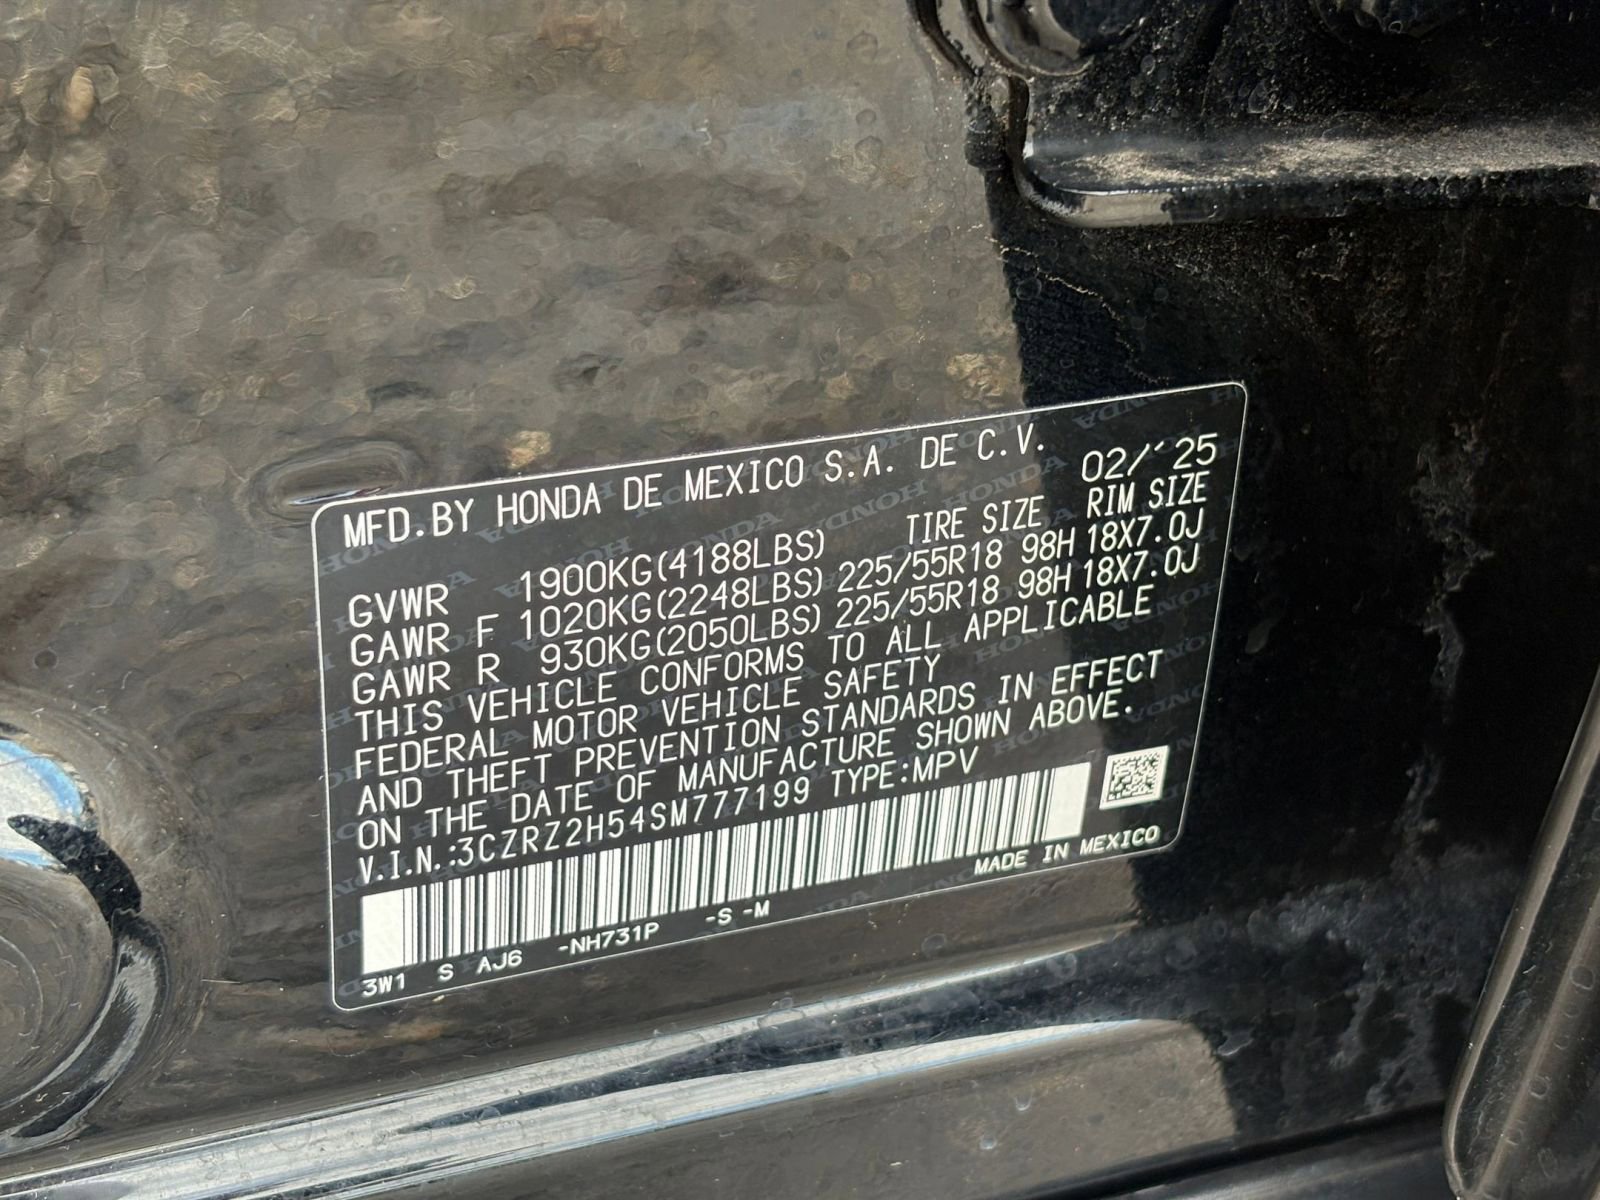 MFD.BY HONDA DE MEXICO S.A. DE C.V. 02/'25
TIRE SIZE RIM SIZE
GVWR 1900KG(4188LBS)
GAWR F 1020KG(2248LBS) 225/55R18 98H 18X7.0J
GAWR R 930KG(2050LBS) 225/55R18 98H 18X7.0J
THIS VEHICLE CONFORMS TO ALL APPLICABLE
FEDERAL MOTOR VEHICLE SAFETY
AND THEFT PREVENTION STANDARDS IN EFFECT
ON THE DATE OF MANUFACTURE SHOWN ABOVE.
V.I.N.:3CZRZ2H54SM777199 TYPE:MPV
MADE IN MEXICO
3W1 S AJ6 -NH731P -S -M